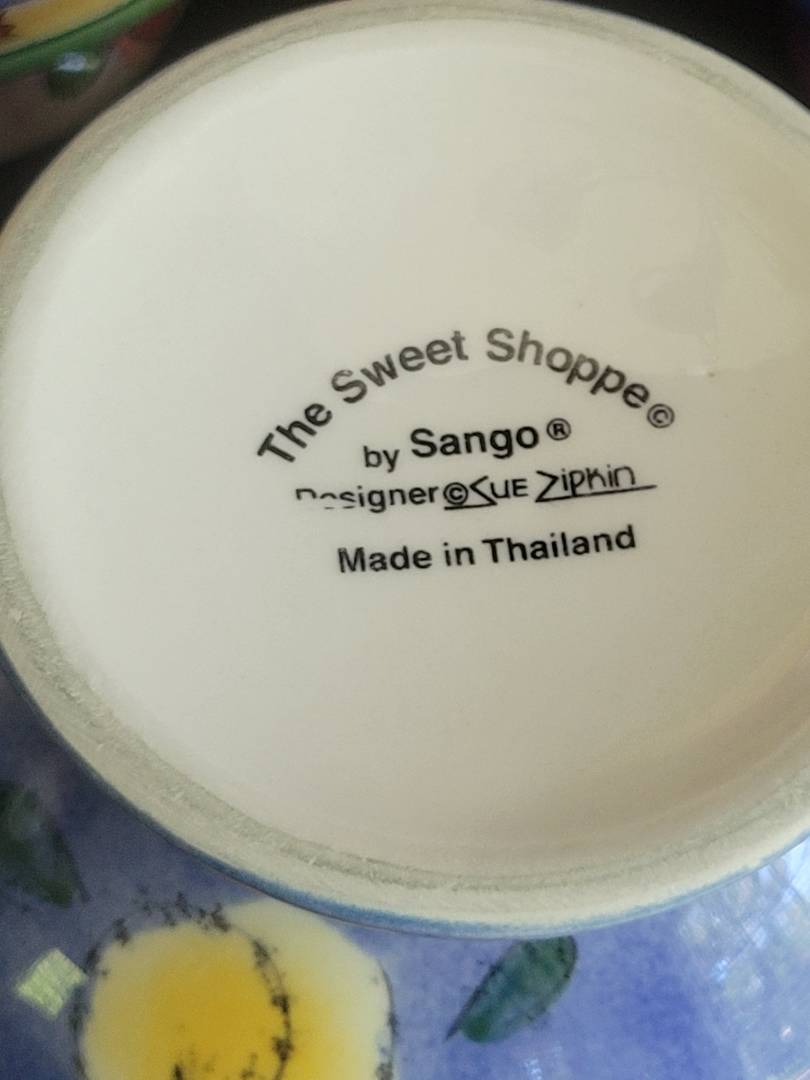 The Sweet Shoppe©
by Sango®
Designer © Sue Zipkin
Made in Thailand